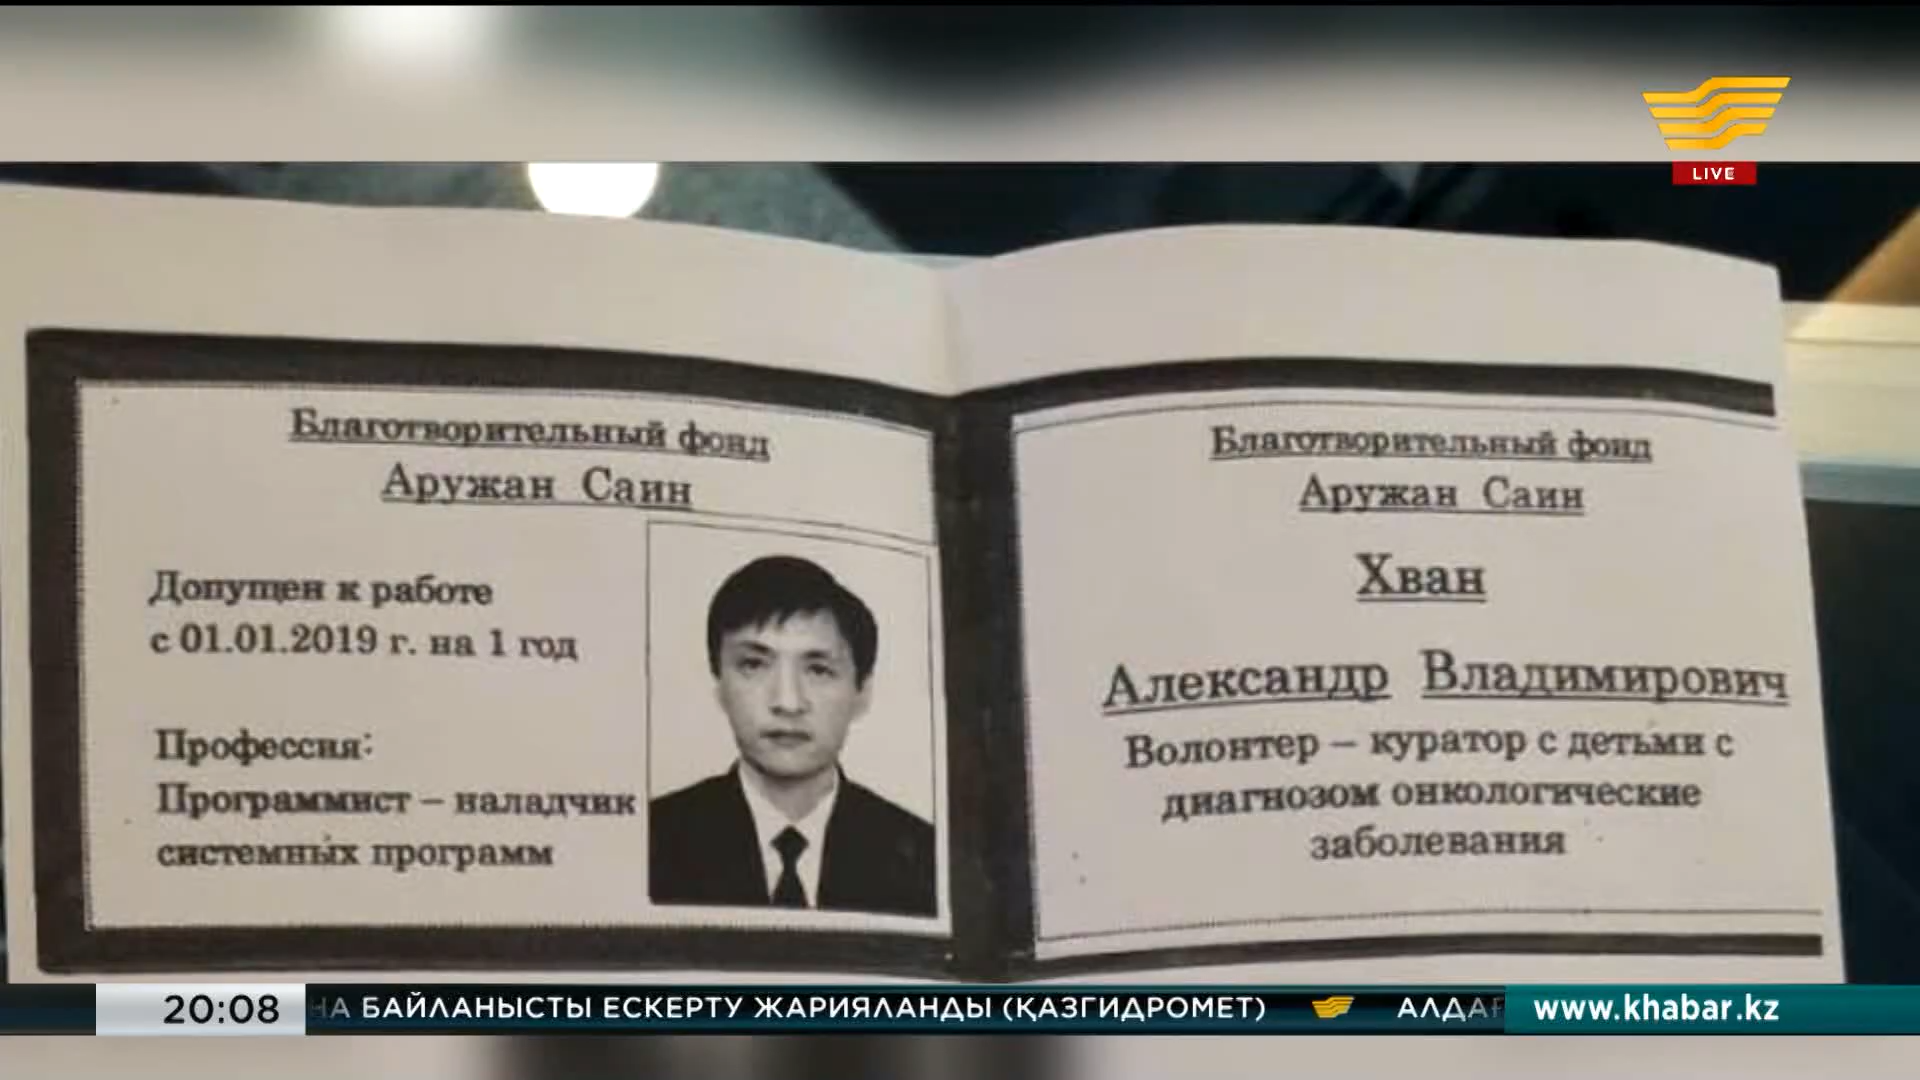 LIVE
Благотворительный фонд
Аружан Саин
Допущен к работе
с 01.01.2019 г. на 1 год
Профессия:
Программист – наладчик
системных программ
Благотворительный фонд
Аружан Саин
Хван
Александр Владимирович
Волонтер – куратор с детьми с
диагнозом онкологические
заболевания
20:08
НА БАЙЛАНЫСТЫ ЕСКЕРТУ ЖАРИЯЛАНДЫ (ҚАЗГИДРОМЕТ)
www.khabar.kz